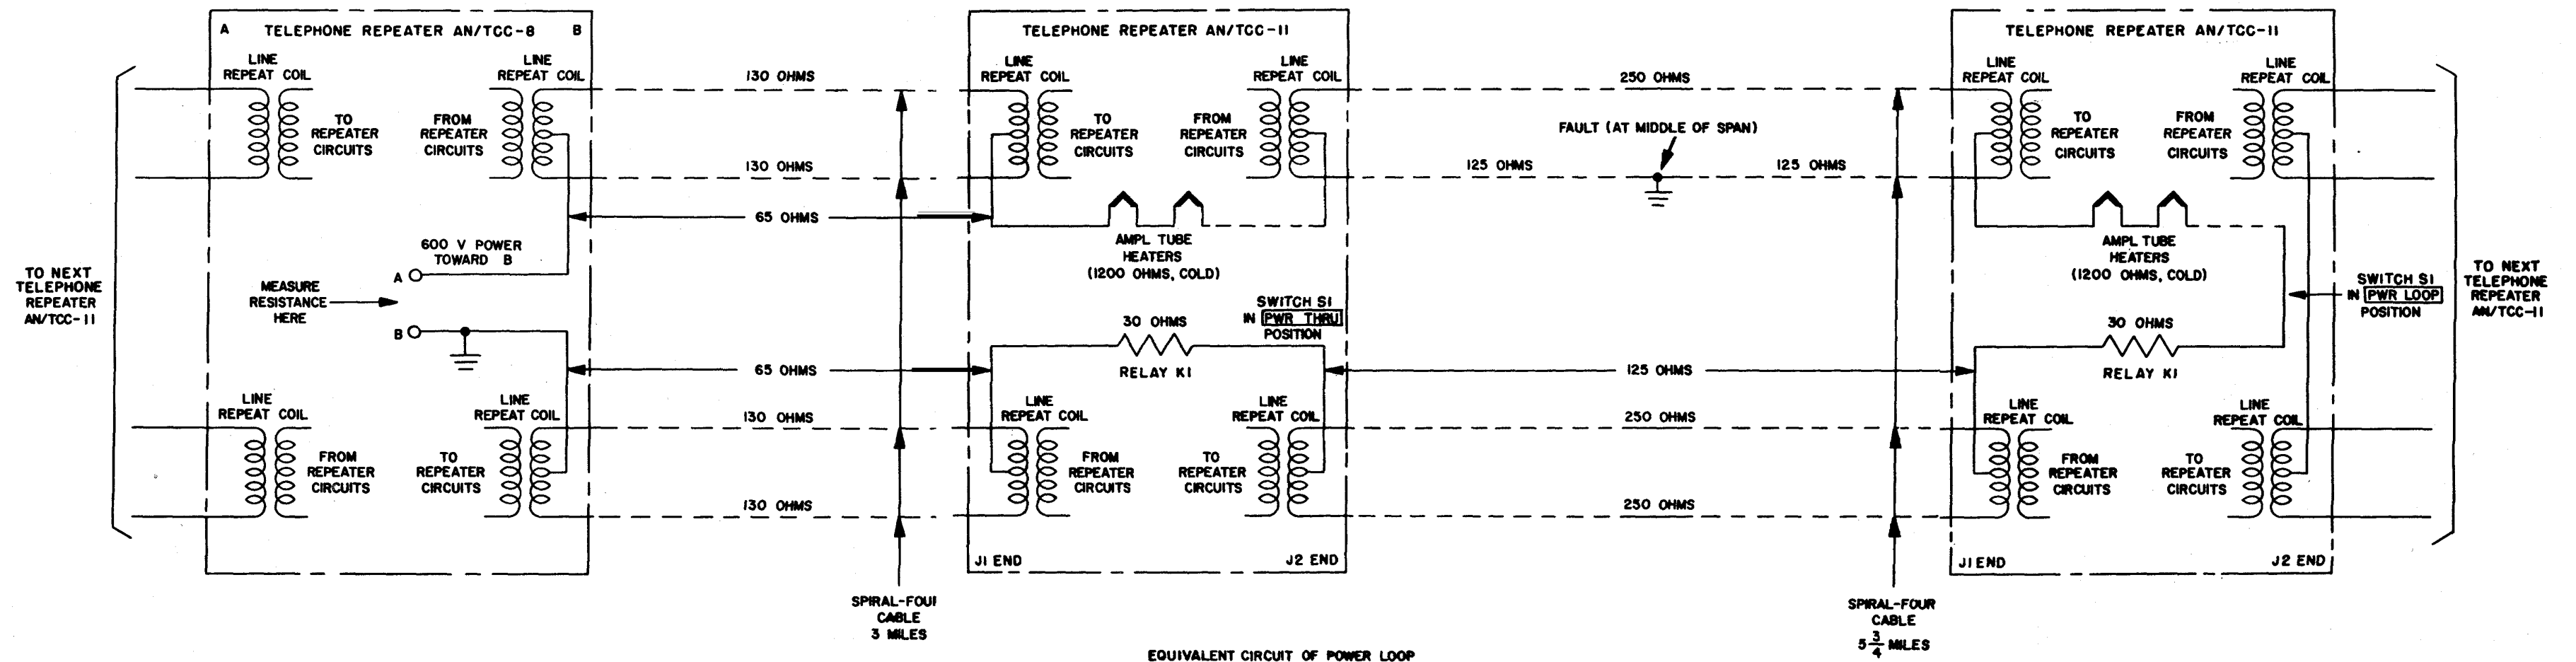 A TELEPHONE REPEATER AN/TCC-8 B
LINE
REPEAT COIL
LINE
REPEAT COIL
TO
REPEATER
CIRCUITS
FROM
REPEATER
CIRCUITS
600 V POWER
TOWARD B
A
MEASURE
RESISTANCE
HERE
B
TO NEXT
TELEPHONE
REPEATER
AN/TCC-11
LINE
REPEAT COIL
LINE
REPEAT COIL
FROM
REPEATER
CIRCUITS
TO
REPEATER
CIRCUITS
130 OHMS
130 OHMS
65 OHMS
65 OHMS
130 OHMS
130 OHMS
SPIRAL-FOUI
CABLE
3 MILES
TELEPHONE REPEATER AN/TCC-11
LINE
REPEAT COIL
LINE
REPEAT COIL
TO
REPEATER
CIRCUITS
FROM
REPEATER
CIRCUITS
AMPL TUBE
HEATERS
(1200 OHMS, COLD)
SWITCH S1
IN PWR THRU
POSITION
30 OHMS
RELAY K1
LINE
REPEAT COIL
LINE
REPEAT COIL
FROM
REPEATER
CIRCUITS
TO
REPEATER
CIRCUITS
J1 END
J2 END
250 OHMS
FAULT (AT MIDDLE OF SPAN)
125 OHMS
125 OHMS
125 OHMS
250 OHMS
250 OHMS
SPIRAL-FOUR
CABLE
5 3/4 MILES
TELEPHONE REPEATER AN/TCC-11
LINE
REPEAT COIL
LINE
REPEAT COIL
TO
REPEATER
CIRCUITS
FROM
REPEATER
CIRCUITS
AMPL TUBE
HEATERS
(1200 OHMS, COLD)
SWITCH S1
IN PWR LOOP
POSITION
30 OHMS
RELAY K1
LINE
REPEAT COIL
LINE
REPEAT COIL
FROM
REPEATER
CIRCUITS
TO
REPEATER
CIRCUITS
J1 END
J2 END
TO NEXT
TELEPHONE
REPEATER
AN/TCC-11
EQUIVALENT CIRCUIT OF POWER LOOP